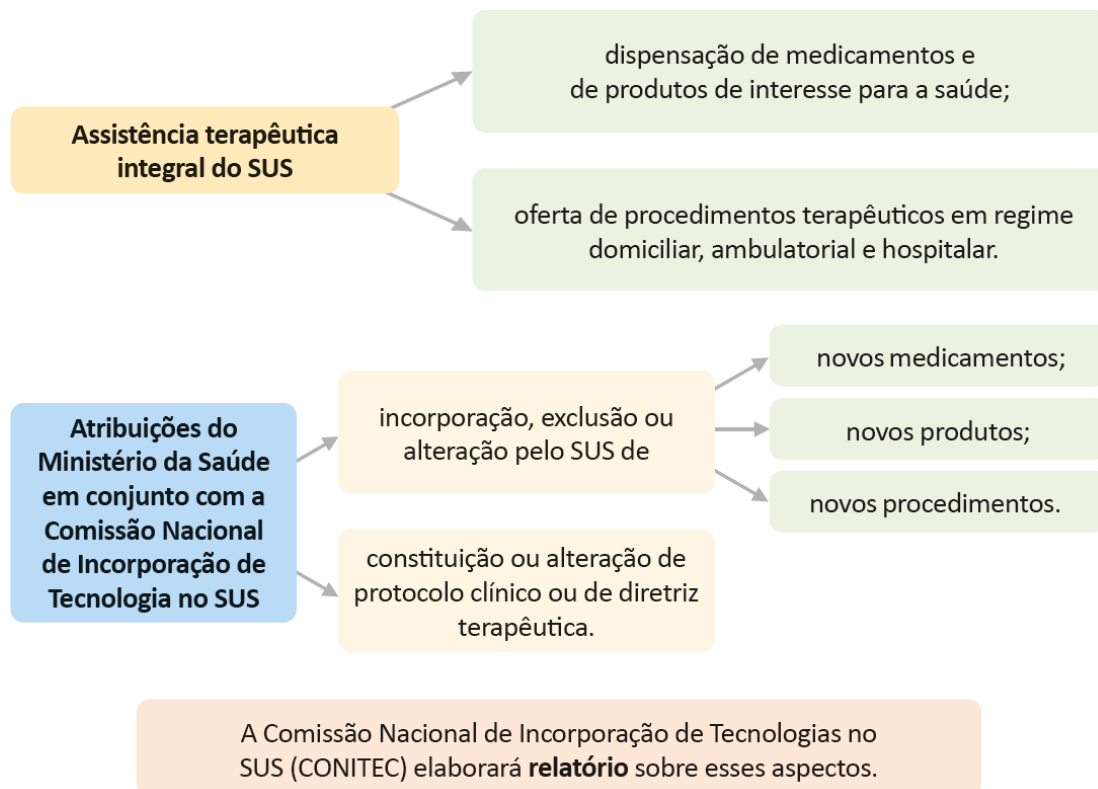 dispensação de medicamentos e
de produtos de interesse para a saúde;
Assistência terapêutica
integral do SUS
oferta de procedimentos terapêuticos em regime
domiciliar, ambulatorial e hospitalar.
Atribuições do
Ministério da Saúde
em conjunto com a
Comissão Nacional
de Incorporação de
Tecnologia no SUS
incorporação, exclusão ou
alteração pelo SUS de
novos medicamentos;
novos produtos;
novos procedimentos.
constituição ou alteração de
protocolo clínico ou de diretriz
terapêutica.
A Comissão Nacional de Incorporação de Tecnologias no
SUS (CONITEC) elaborará relatório sobre esses aspectos.